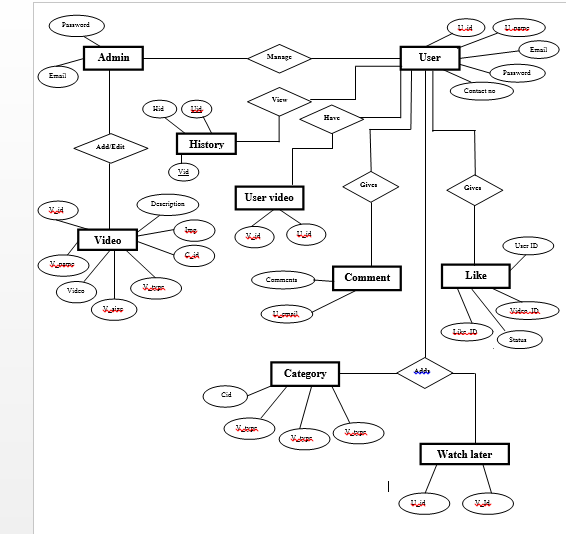 Password
U_id
U_name
Admin
Manage
User
Email
Email
Password
View
Contact no
Hid
Uid
Have
Add/Edit
History
Vid
Gives
Gives
User video
Description
V_id
Img
Video
V_id
U_id
C_id
User ID
V_name
Comments
Comment
Like
Video
V_type
V_size
U_email
Video_ID
Like_ID
Status
Category
Adds
Cid
V_type
V_type
V_type
Watch later
U_id
V_Id